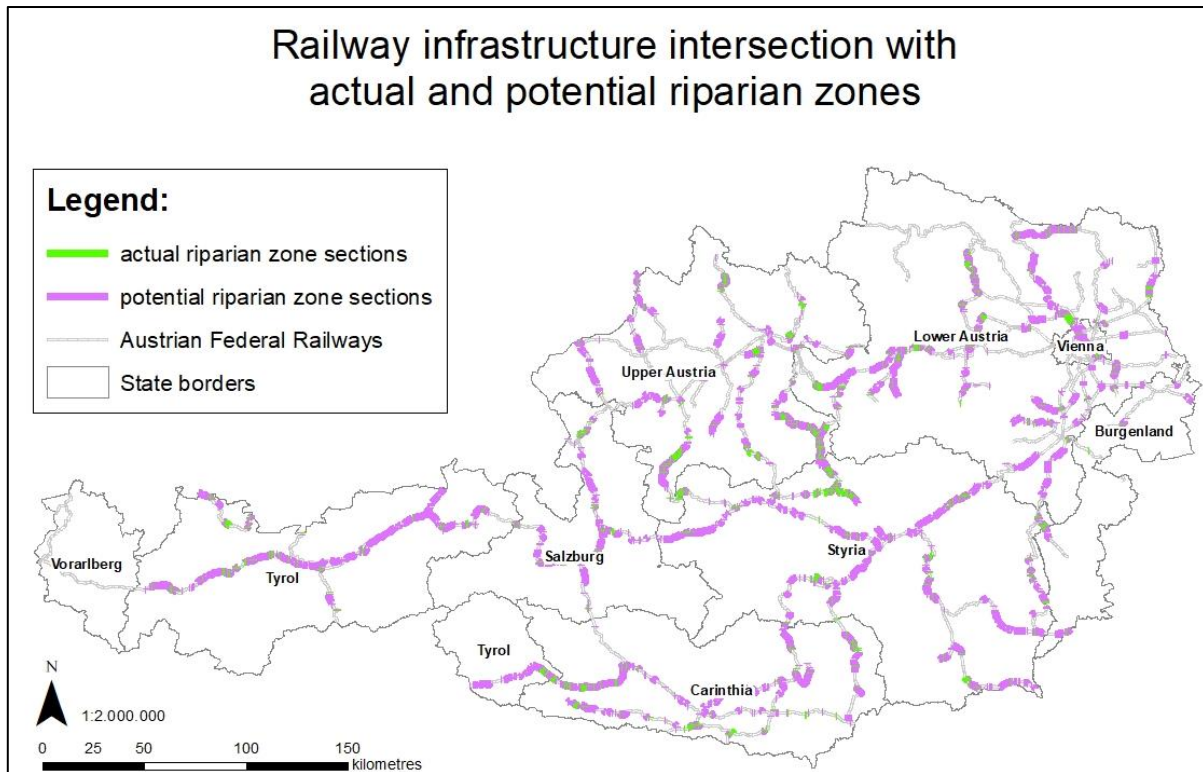 Railway infrastructure intersection with
actual and potential riparian zones
Legend:
actual riparian zone sections
potential riparian zone sections
Austrian Federal Railways
State borders
Lower Austria
Vienna
Upper Austria
Burgenland
Vorarlberg
Tyrol
Salzburg
Styria
Tyrol
Carinthia
N
1:2.000.000
0 25 50 100 150
kilometres